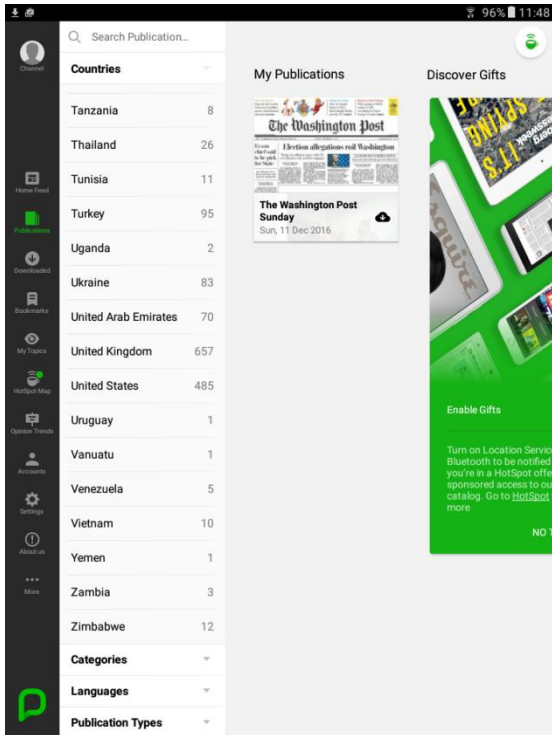 96% 11:48
Search Publication...
Channel
Countries
Tanzania 8
Thailand 26
Tunisia 11
Turkey 95
Uganda 2
Ukraine 83
United Arab Emirates 70
United Kingdom 657
United States 485
Uruguay 1
Vanuatu 1
Venezuela 5
Vietnam 10
Yemen 1
Zambia 3
Zimbabwe 12
Categories
Languages
Publication Types
Home Feed
Publications
Downloaded
Bookmarks
My Topics
HotSpot Map
Opinion Trends
Accounts
Settings
About us
More
My Publications
The Washington Post
Election allegations roil Washington
The Washington Post
Sunday
Sun, 11 Dec 2016
Discover Gifts
IT'S
SPYING
Esquire
Enable Gifts
Turn on Location Service
Bluetooth to be notified
you're in a HotSpot offe
sponsored access to ou
catalog. Go to HotSpot
more
NO T